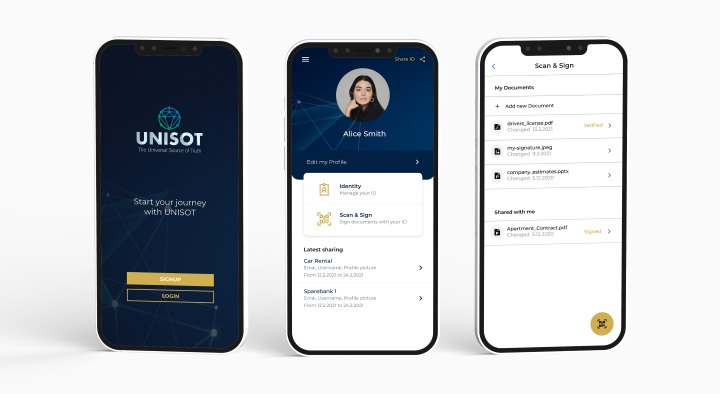 UNISOT
The Universal Source of Truth
Start your journey
with UNISOT
SIGNUP
LOGIN
Share ID
Alice Smith
Edit my Profile
Identity
Manage your ID
Scan & Sign
Sign documents with your ID
Latest sharing
Car Rental
Emai, Username, Profile picture
From 12.2.2021 to 24.2.2021
Sparebank 1
Emai, Username, Profile picture
From 12.2.2021 to 24.2.2021
Scan & Sign
My Documents
+ Add new Document
drivers_license.pdf
Changed 13.3.2021
Verified
my-signature.jpeg
Changed 9.3.2021
company_estimates.pptx
Changed 3.12.2021
Shared with me
Apartment_Contract.pdf
Changed 5.12.2020
Signed